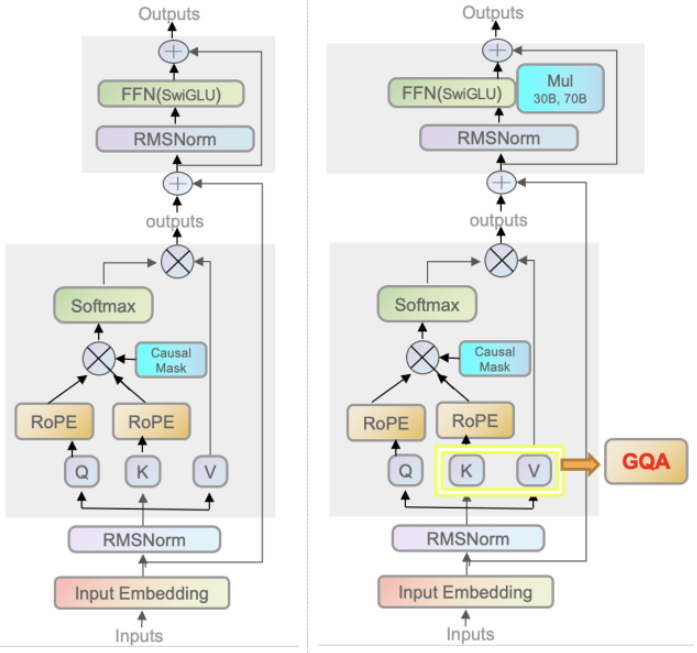 Outputs
FFN(SwiGLU)
RMSNorm
outputs
Softmax
Causal
Mask
RoPE
RoPE
Q
K
V
RMSNorm
Input Embedding
Inputs
Outputs
FFN(SwiGLU)
Mul
30B, 70B
RMSNorm
outputs
Softmax
Causal
Mask
RoPE
RoPE
Q
K
V
GQA
RMSNorm
Input Embedding
Inputs